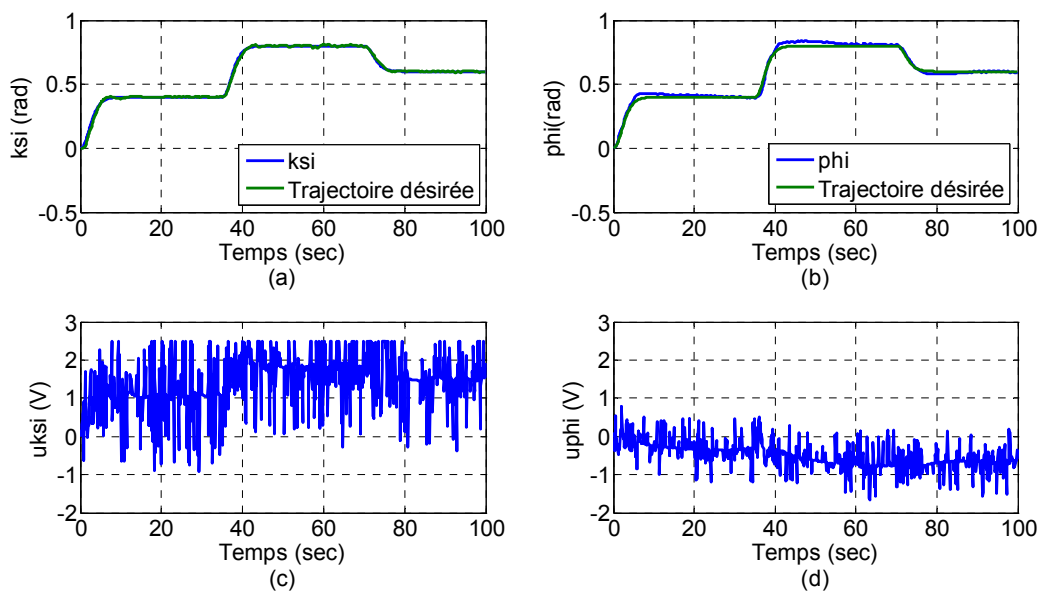 1
0.5
0
-0.5
ksi (rad)
ksi
Trajectoire désirée
0 20 40 60 80 100
Temps (sec)
(a)
1
0.5
0
-0.5
phi(rad)
phi
Trajectoire désirée
0 20 40 60 80 100
Temps (sec)
(b)
3
2
1
0
-1
-2
uksi (V)
0 20 40 60 80 100
Temps (sec)
(c)
3
2
1
0
-1
-2
uphi (V)
0 20 40 60 80 100
Temps (sec)
(d)